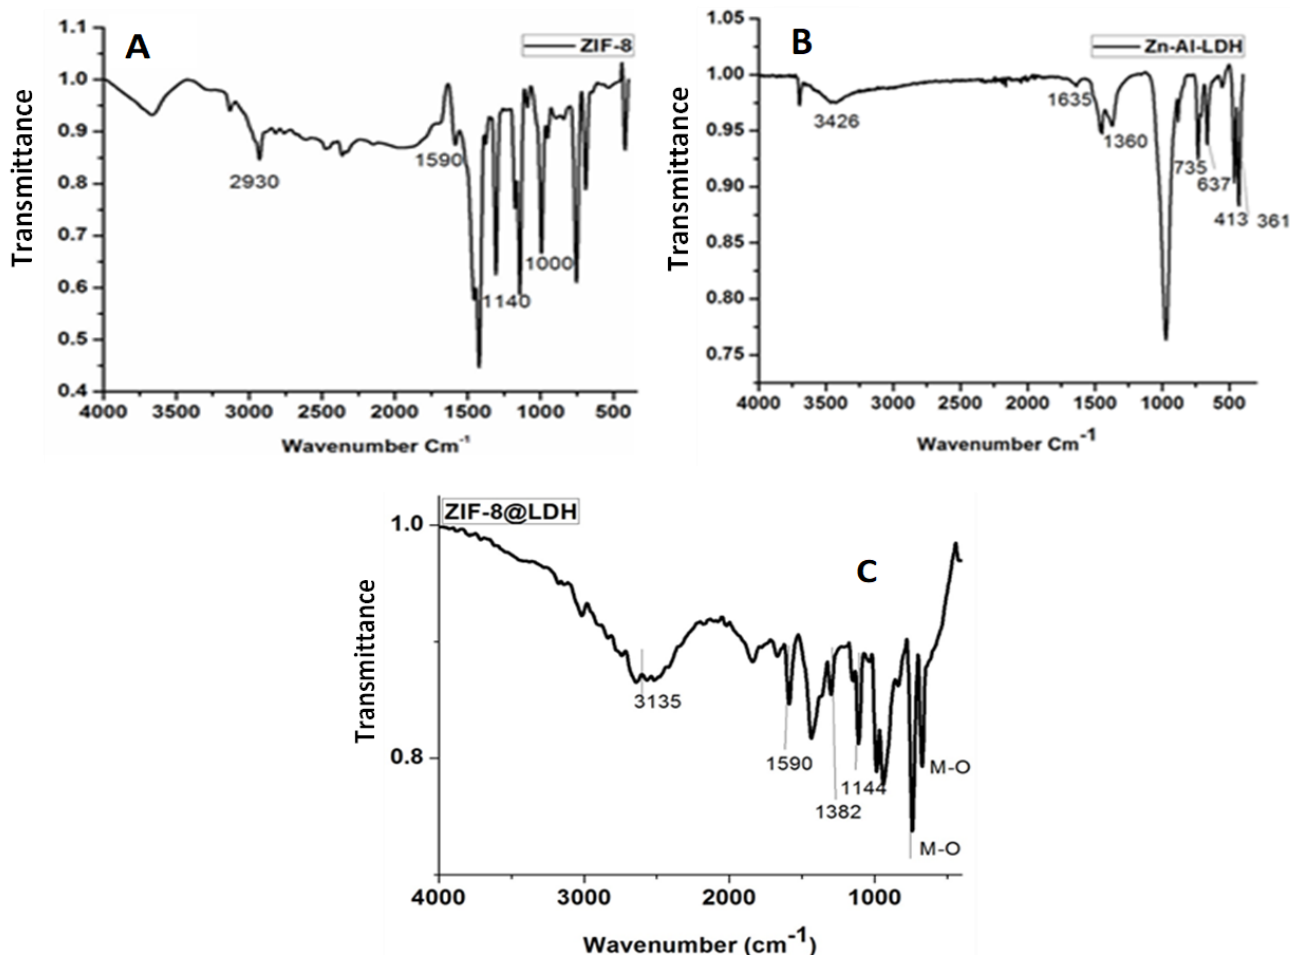 A
ZIF-8
Transmittance
1.1
1.0
0.9
0.8
0.7
0.6
0.5
0.4
2930
1590
1140
1000
4000 3500 3000 2500 2000 1500 1000 500
Wavenumber Cm-1
B
Zn-Al-LDH
Transmittance
1.05
1.00
0.95
0.90
0.85
0.80
0.75
3426
1635
1360
735
637
413
361
4000 3500 3000 2500 2000 1500 1000 500
Wavenumber Cm-1
ZIF-8@LDH
C
Transmittance
1.0
0.8
3135
1590
1382
1144
M-O
M-O
4000 3000 2000 1000
Wavenumber (cm-1)